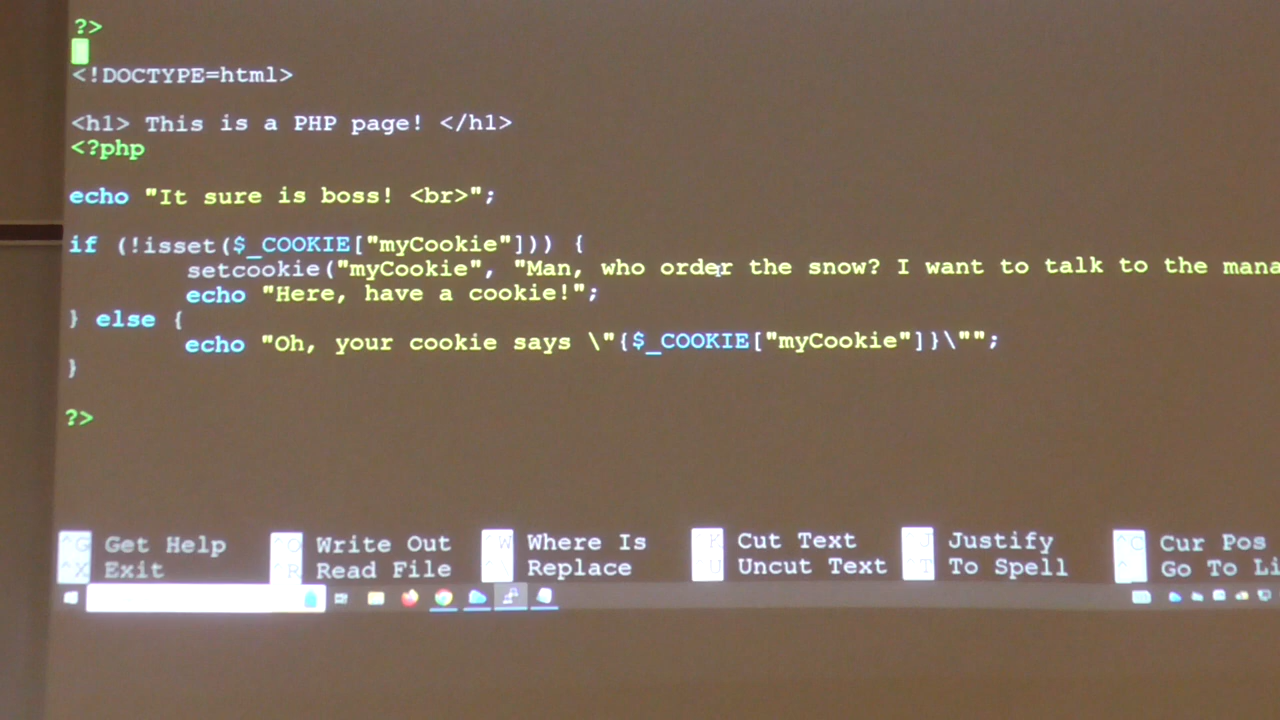 ?>
<!DOCTYPE=html>
<h1> This is a PHP page! </h1>
<?php
echo "It sure is boss! <br>";
if (!isset($_COOKIE["myCookie"])) {
setcookie("myCookie", "Man, who order the snow? I want to talk to the mana
echo "Here, have a cookie!";
} else {
echo "Oh, your cookie says \"{$_COOKIE["myCookie"]}\"";
}
?>
^G Get Help ^O Write Out ^W Where Is ^K Cut Text ^J Justify ^C Cur Pos
^X Exit ^R Read File ^\ Replace ^U Uncut Text ^T To Spell Go To Li